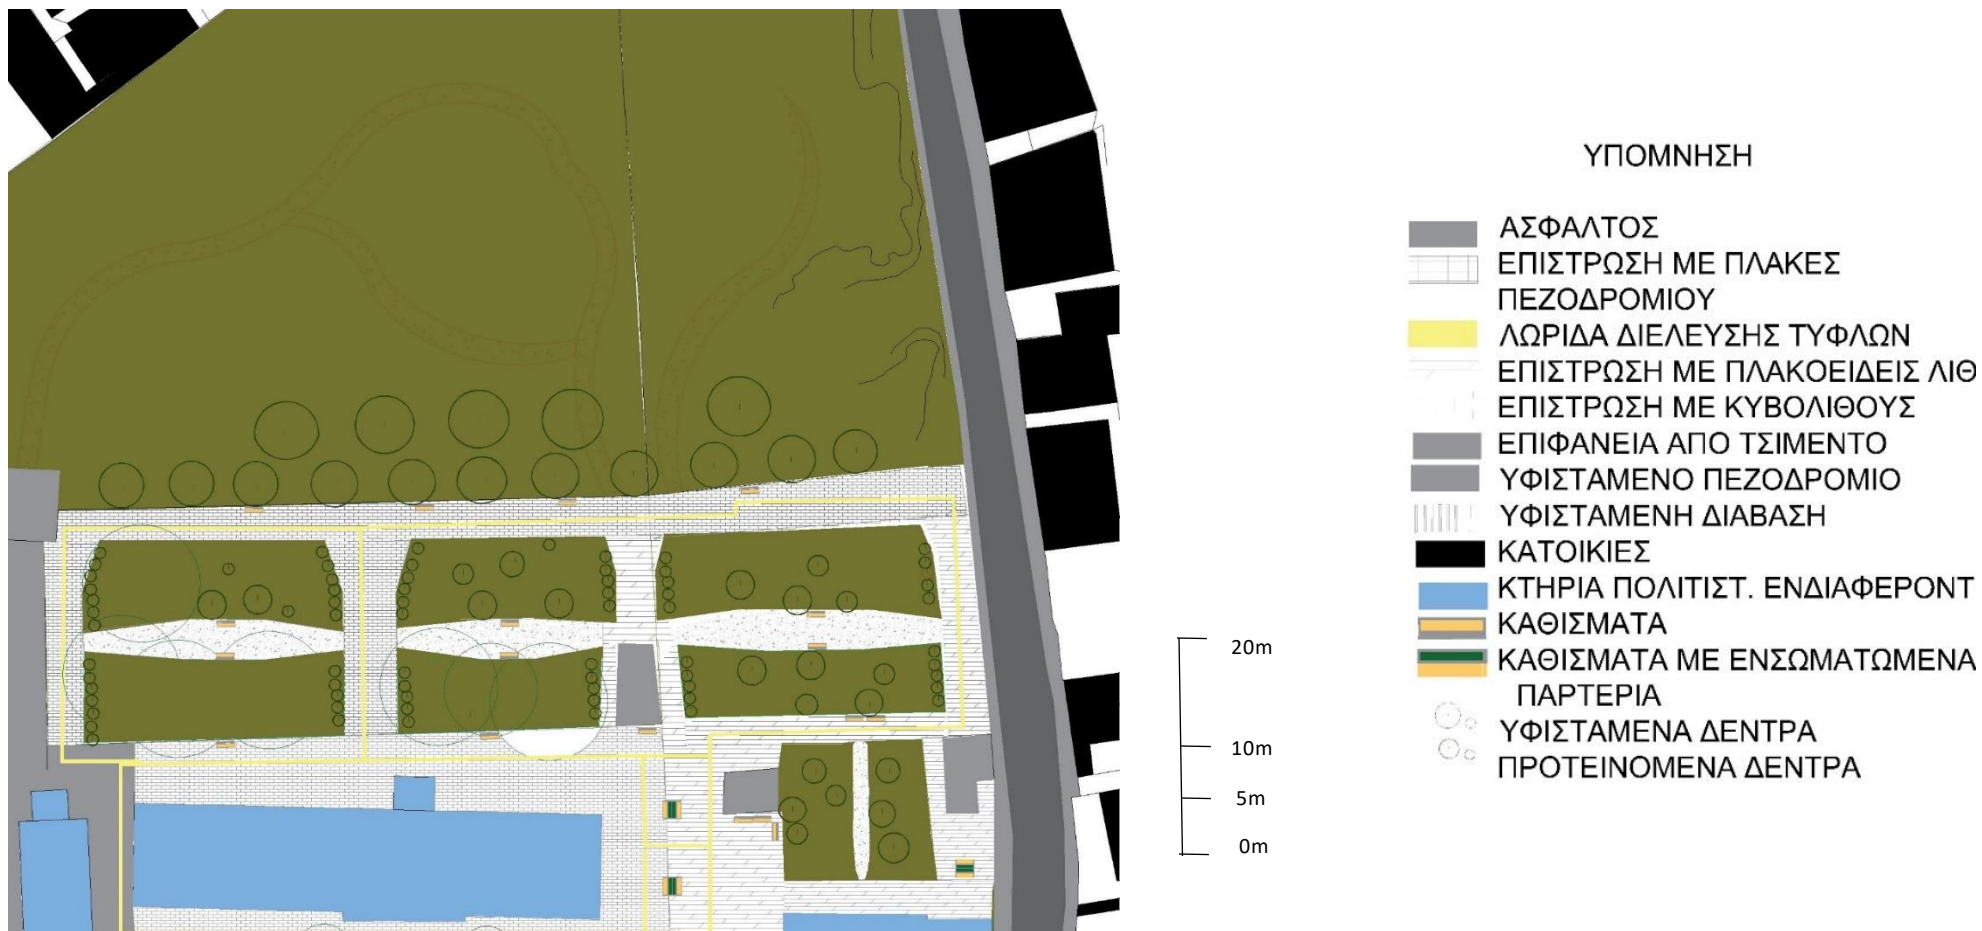 ΥΠΟΜΝΗΣΗ
ΑΣΦΑΛΤΟΣ
ΕΠΙΣΤΡΩΣΗ ΜΕ ΠΛΑΚΕΣ
ΠΕΖΟΔΡΟΜΙΟΥ
ΛΩΡΙΔΑ ΔΙΕΛΕΥΣΗΣ ΤΥΦΛΩΝ
ΕΠΙΣΤΡΩΣΗ ΜΕ ΠΛΑΚΟΕΙΔΕΙΣ ΛΙΘ
ΕΠΙΣΤΡΩΣΗ ΜΕ ΚΥΒΟΛΙΘΟΥΣ
ΕΠΙΦΑΝΕΙΑ ΑΠΟ ΤΣΙΜΕΝΤΟ
ΥΦΙΣΤΑΜΕΝΟ ΠΕΖΟΔΡΟΜΙΟ
ΥΦΙΣΤΑΜΕΝΗ ΔΙΑΒΑΣΗ
ΚΑΤΟΙΚΙΕΣ
ΚΤΗΡΙΑ ΠΟΛΙΤΙΣΤ. ΕΝΔΙΑΦΕΡΟΝΤ
ΚΑΘΙΣΜΑΤΑ
ΚΑΘΙΣΜΑΤΑ ΜΕ ΕΝΣΩΜΑΤΩΜΕΝΑ
ΠΑΡΤΕΡΙΑ
ΥΦΙΣΤΑΜΕΝΑ ΔΕΝΤΡΑ
ΠΡΟΤΕΙΝΟΜΕΝΑ ΔΕΝΤΡΑ
20m
10m
5m
0m